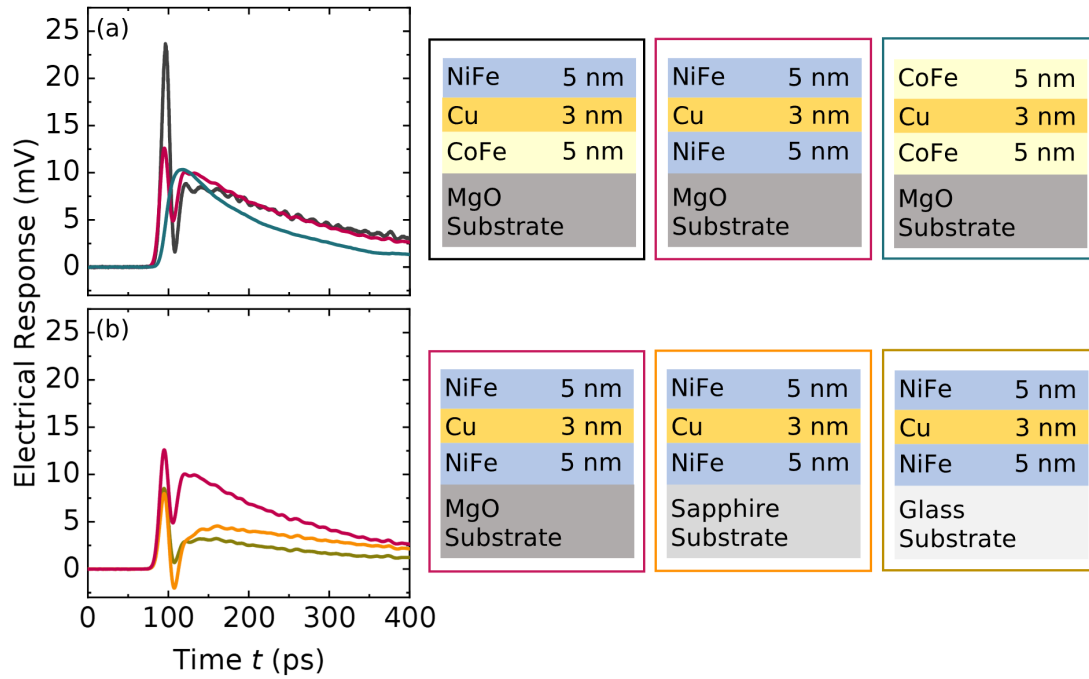 Electrical Response (mV)
(a)
25
20
15
10
5
0
NiFe 5 nm
Cu 3 nm
CoFe 5 nm
MgO
Substrate
NiFe 5 nm
Cu 3 nm
NiFe 5 nm
MgO
Substrate
CoFe 5 nm
Cu 3 nm
CoFe 5 nm
MgO
Substrate
(b)
25
20
15
10
5
0
0 100 200 300 400
Time t (ps)
NiFe 5 nm
Cu 3 nm
NiFe 5 nm
MgO
Substrate
NiFe 5 nm
Cu 3 nm
NiFe 5 nm
Sapphire
Substrate
NiFe 5 nm
Cu 3 nm
NiFe 5 nm
Glass
Substrate